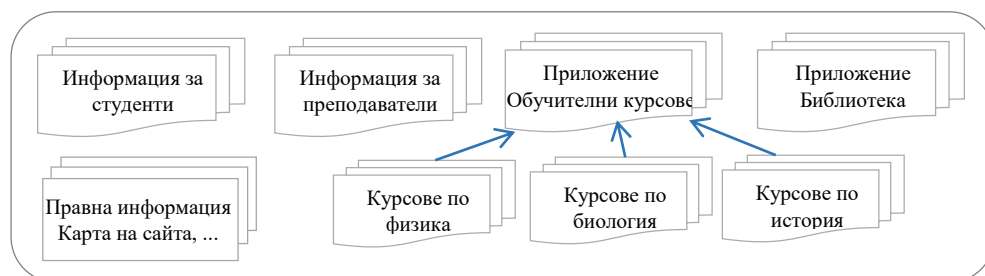 Информация за
студенти
Информация за
преподаватели
Приложение
Обучителни курсове
Приложение
Библиотека
Правна информация
Карта на сайта, ...
Курсове по
физика
Курсове по
биология
Курсове по
история